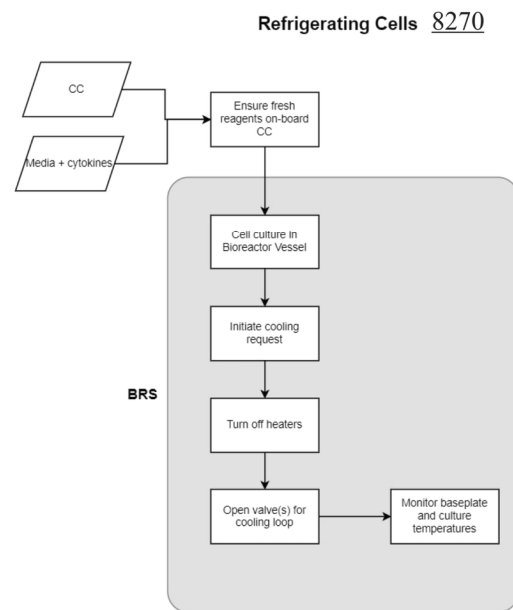 Refrigerating Cells 8270
CC
Media + cytokines
Ensure fresh
reagents on-board
CC
Cell culture in
Bioreactor Vessel
Initiate cooling
request
BRS
Turn off heaters
Open valve(s) for
cooling loop
Monitor baseplate
and culture
temperatures